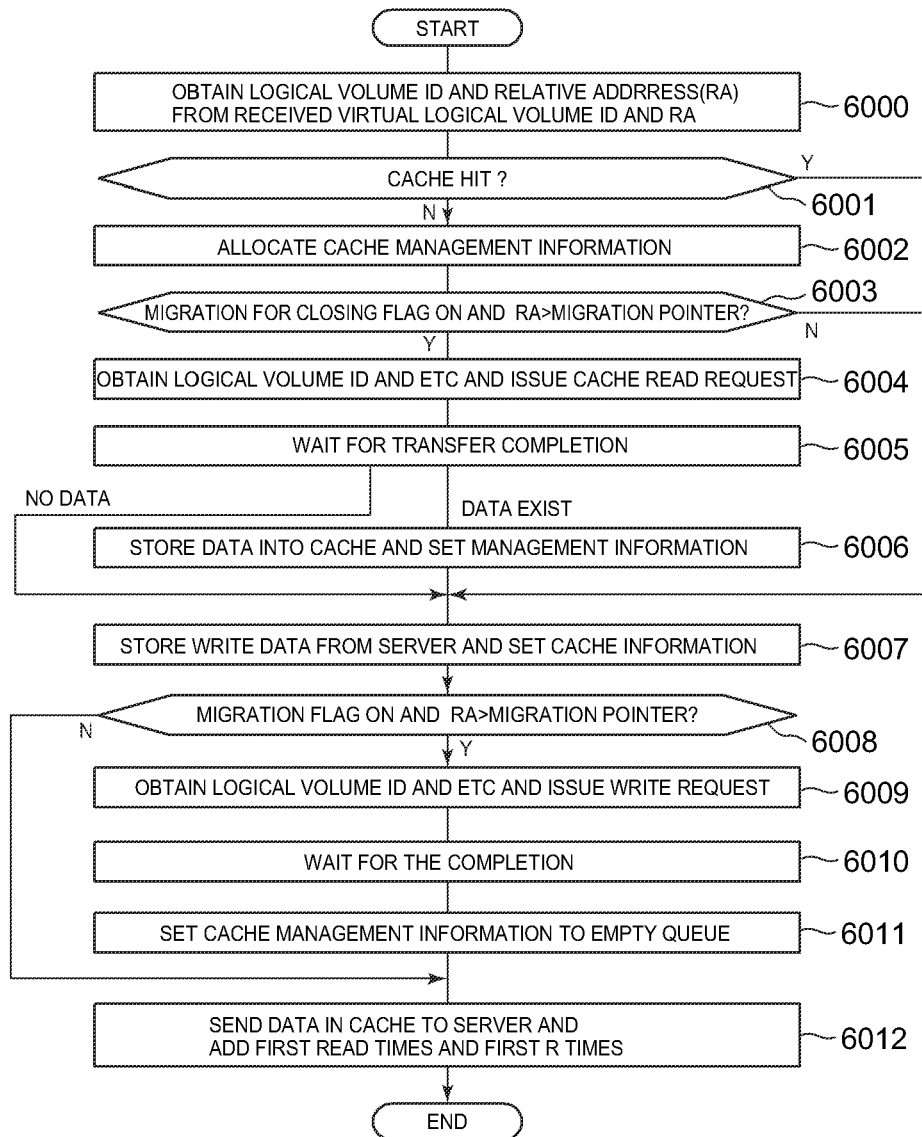 START
OBTAIN LOGICAL VOLUME ID AND RELATIVE ADDRRESS(RA)
FROM RECEIVED VIRTUAL LOGICAL VOLUME ID AND RA
6000
CACHE HIT ?
Y
6001
N
ALLOCATE CACHE MANAGEMENT INFORMATION
6002
MIGRATION FOR CLOSING FLAG ON AND RA>MIGRATION POINTER?
6003
N
Y
OBTAIN LOGICAL VOLUME ID AND ETC AND ISSUE CACHE READ REQUEST
6004
WAIT FOR TRANSFER COMPLETION
6005
NO DATA
DATA EXIST
STORE DATA INTO CACHE AND SET MANAGEMENT INFORMATION
6006
STORE WRITE DATA FROM SERVER AND SET CACHE INFORMATION
6007
MIGRATION FLAG ON AND RA>MIGRATION POINTER?
N
6008
Y
OBTAIN LOGICAL VOLUME ID AND ETC AND ISSUE WRITE REQUEST
6009
WAIT FOR THE COMPLETION
6010
SET CACHE MANAGEMENT INFORMATION TO EMPTY QUEUE
6011
SEND DATA IN CACHE TO SERVER AND
ADD FIRST READ TIMES AND FIRST R TIMES
6012
END